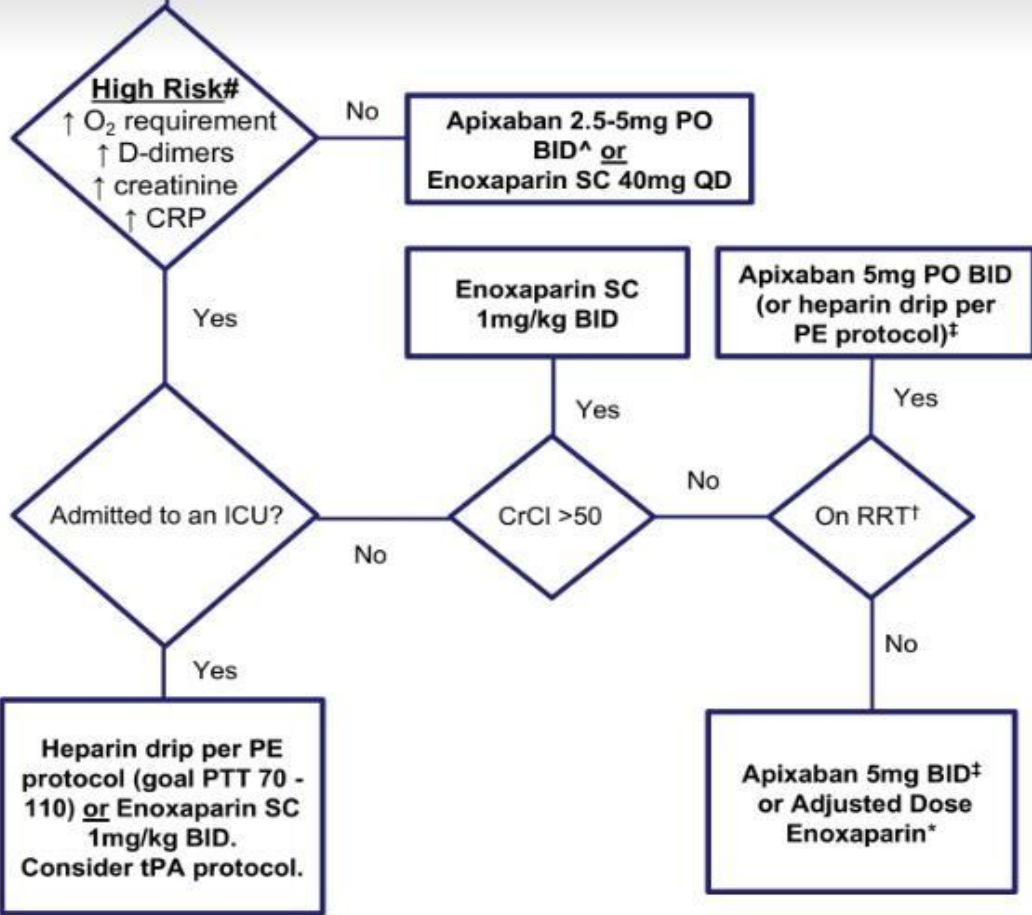 High Risk#
↑ O₂ requirement
↑ D-dimers
↑ creatinine
↑ CRP
No
Apixaban 2.5-5mg PO
BID^ or
Enoxaparin SC 40mg QD
Yes
Enoxaparin SC
1mg/kg BID
Apixaban 5mg PO BID
(or heparin drip per
PE protocol)‡
Yes
Yes
Admitted to an ICU?
No
CrCl >50
No
On RRT†
Yes
No
Heparin drip per PE
protocol (goal PTT 70 -
110) or Enoxaparin SC
1mg/kg BID.
Consider tPA protocol.
Apixaban 5mg BID‡
or Adjusted Dose
Enoxaparin*